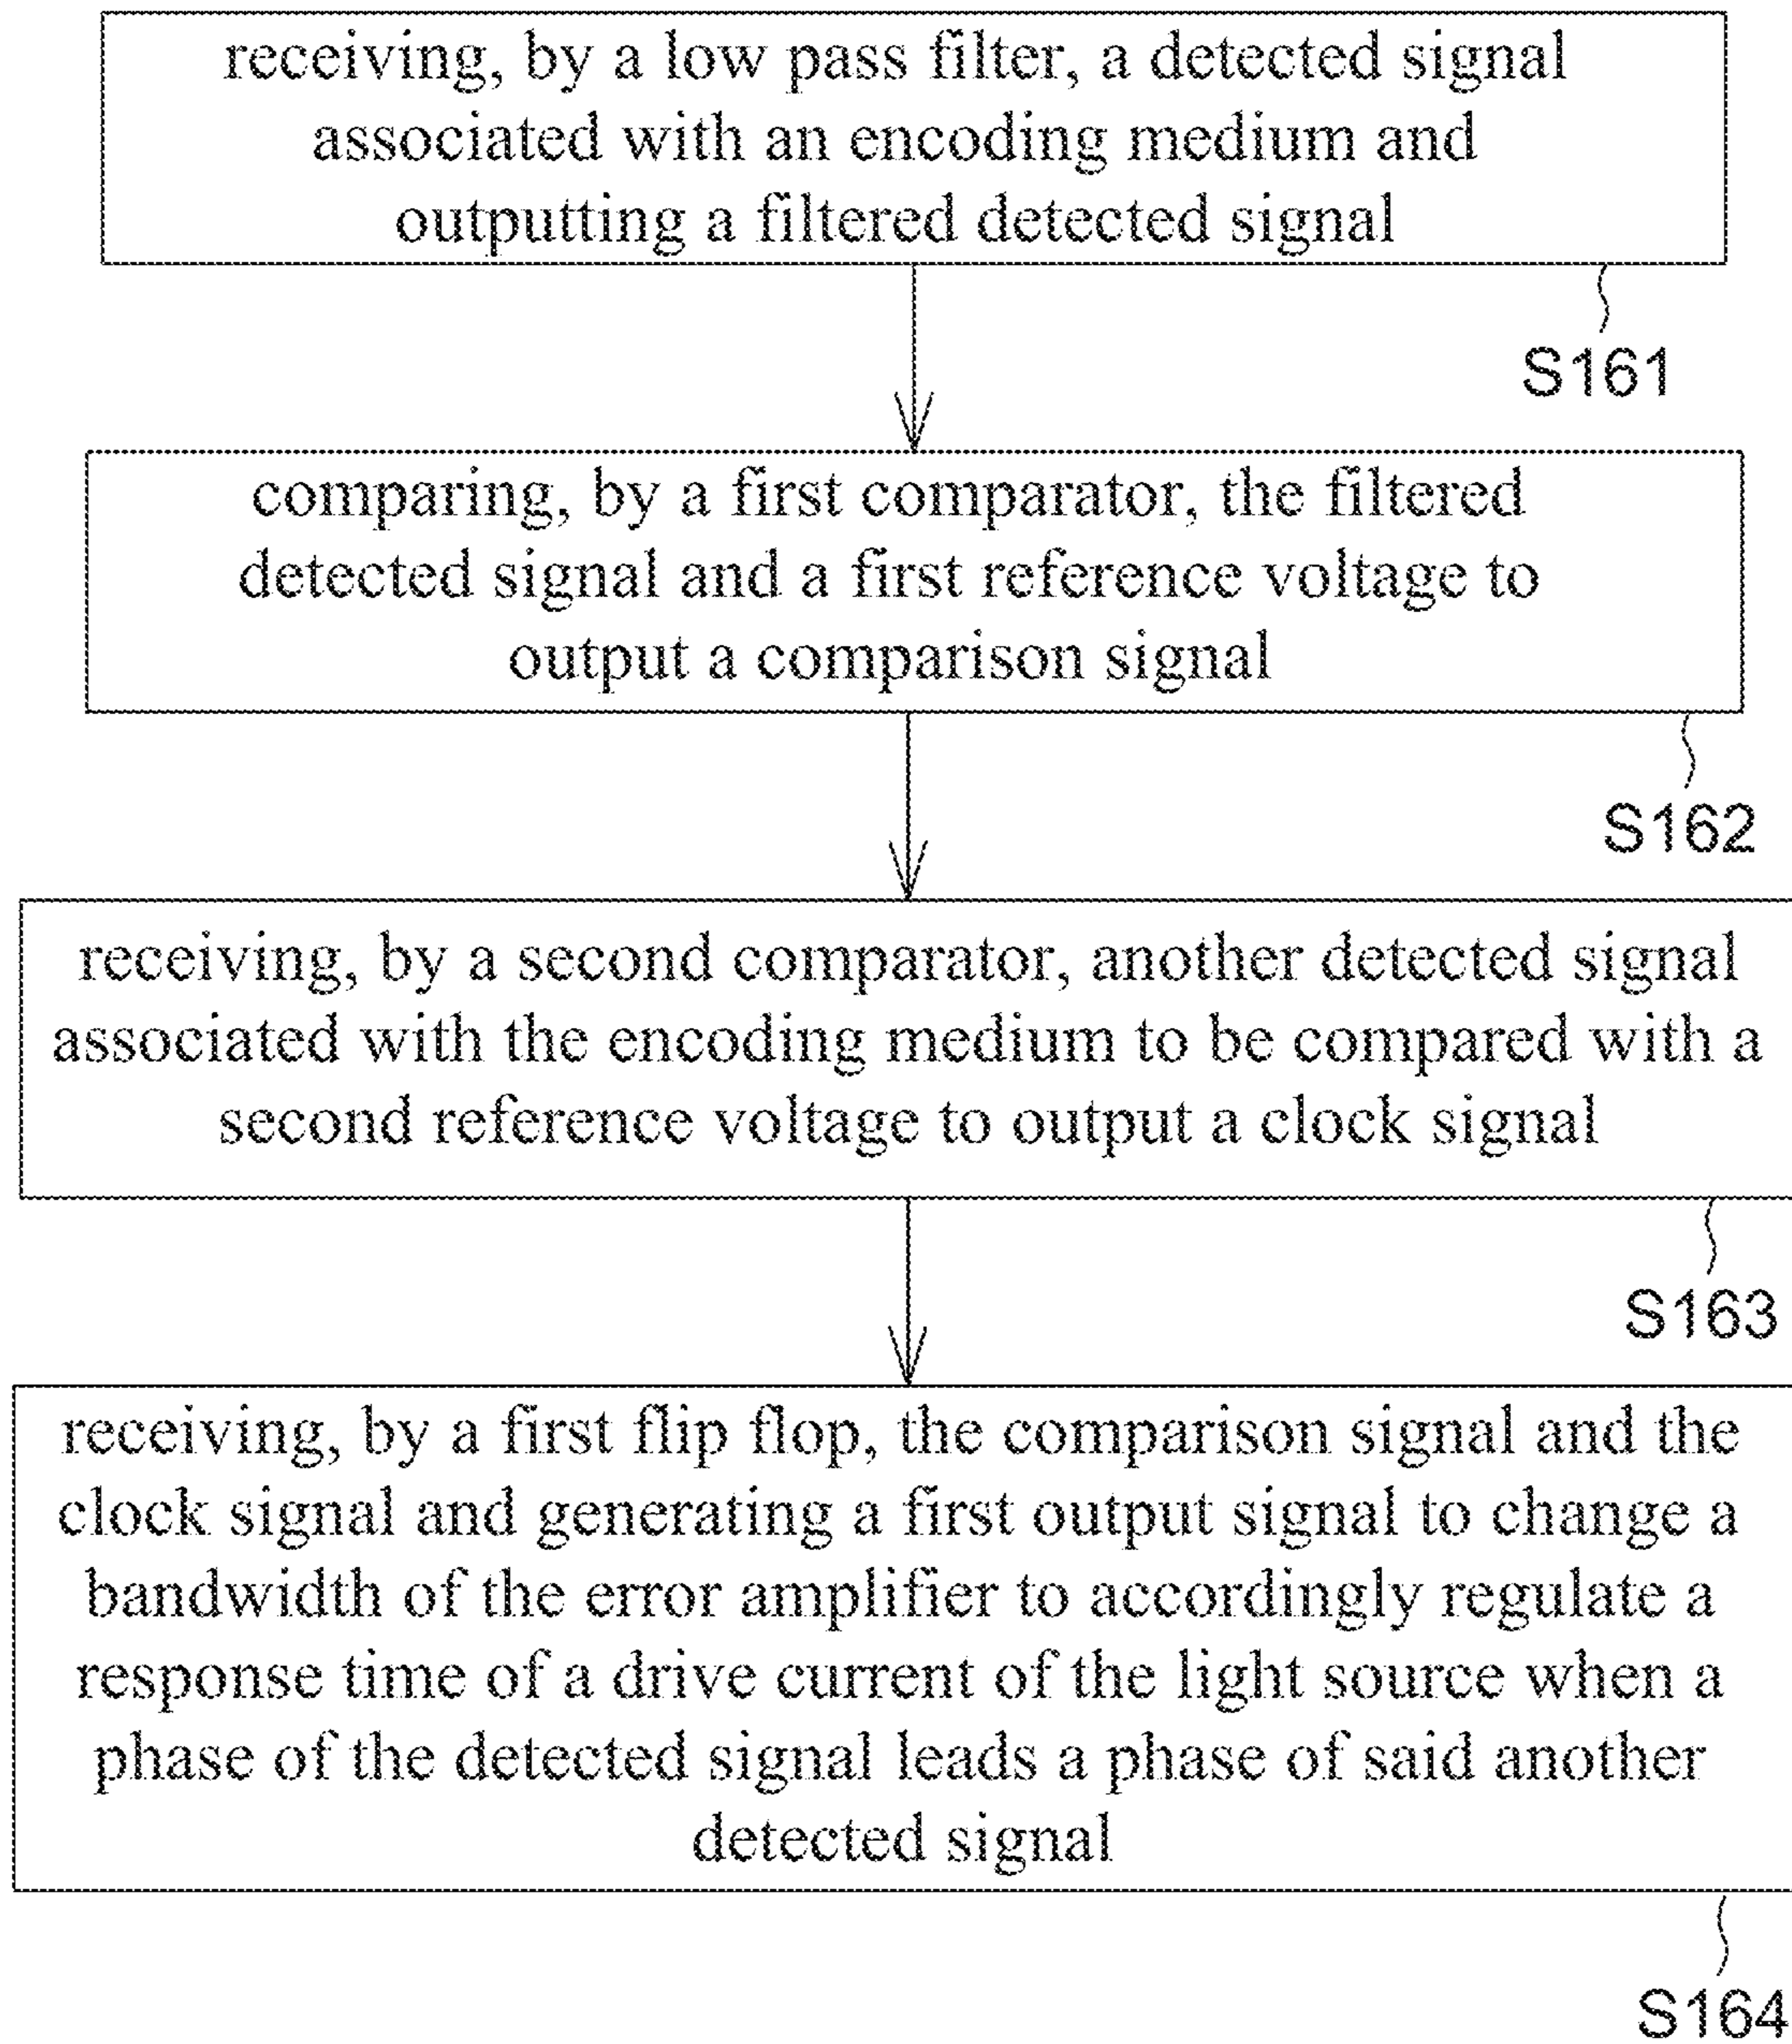 receiving, by a low pass filter, a detected signal
associated with an encoding medium and
outputting a filtered detected signal
S161
comparing, by a first comparator, the filtered
detected signal and a first reference voltage to
output a comparison signal
S162
receiving, by a second comparator, another detected signal
associated with the encoding medium to be compared with a
second reference voltage to output a clock signal
S163
receiving, by a first flip flop, the comparison signal and the
clock signal and generating a first output signal to change a
bandwidth of the error amplifier to accordingly regulate a
response time of a drive current of the light source when a
phase of the detected signal leads a phase of said another
detected signal
S164